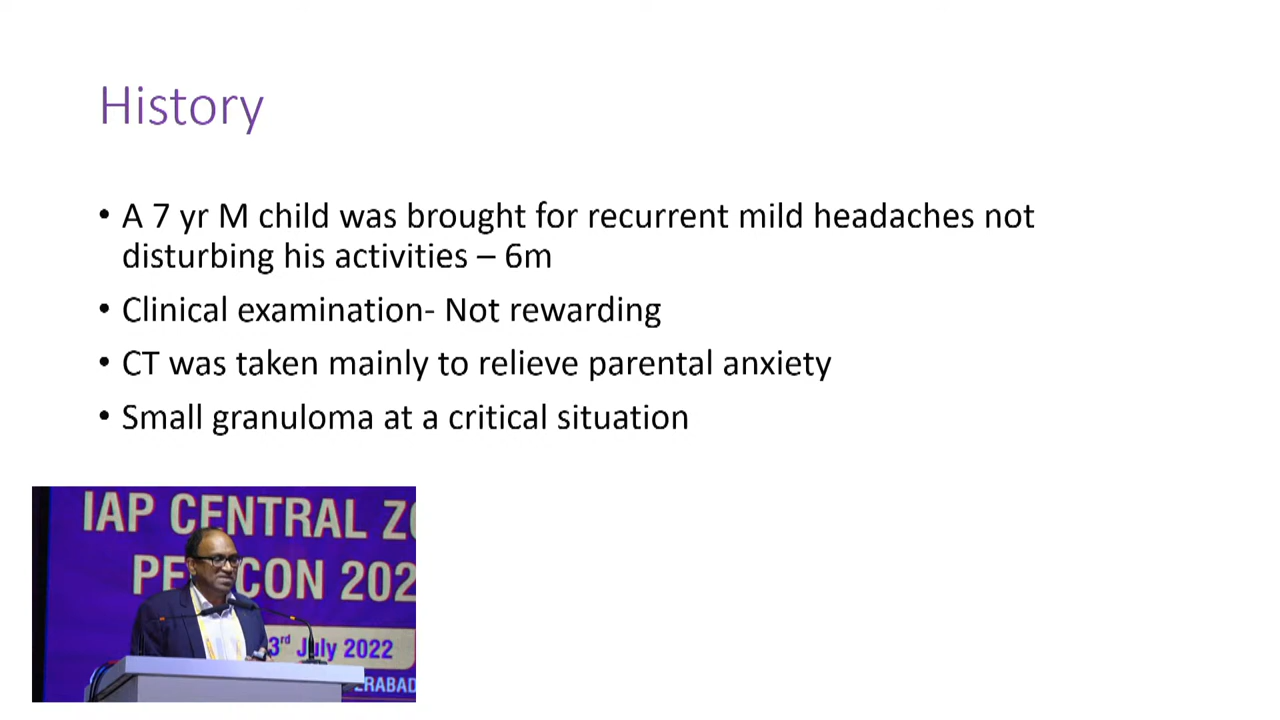 History
• A 7 yr M child was brought for recurrent mild headaches not
disturbing his activities – 6m
• Clinical examination- Not rewarding
• CT was taken mainly to relieve parental anxiety
• Small granuloma at a critical situation
IAP CENTRAL
CON 202
3rd July 2022